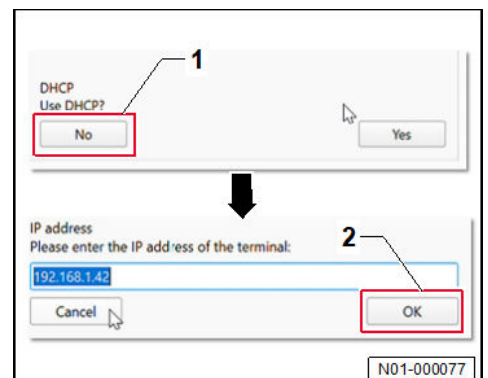 1
DHCP
Use DHCP?
No
Yes
IP address
Please enter the IP address of the terminal:
2
192.168.1.42
Cancel
OK
N01-000077